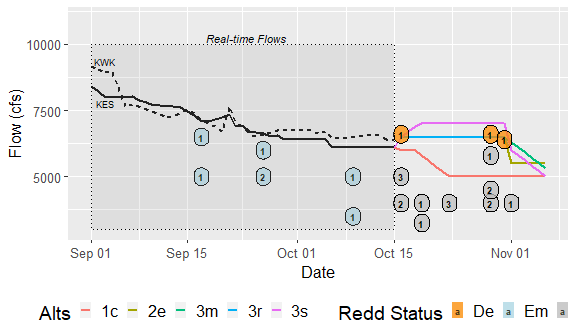 Real-time Flows
10000
KWK
KES
7500
5000
Flow (cfs)
1
1
1
2
1
1
1
3
2
1
1
3
1
1
1
2
2
1
Sep 01
Sep 15
Oct 01
Oct 15
Nov 01
Date
Alts 1c 2e 3m 3r 3s Redd Status a De a Em a